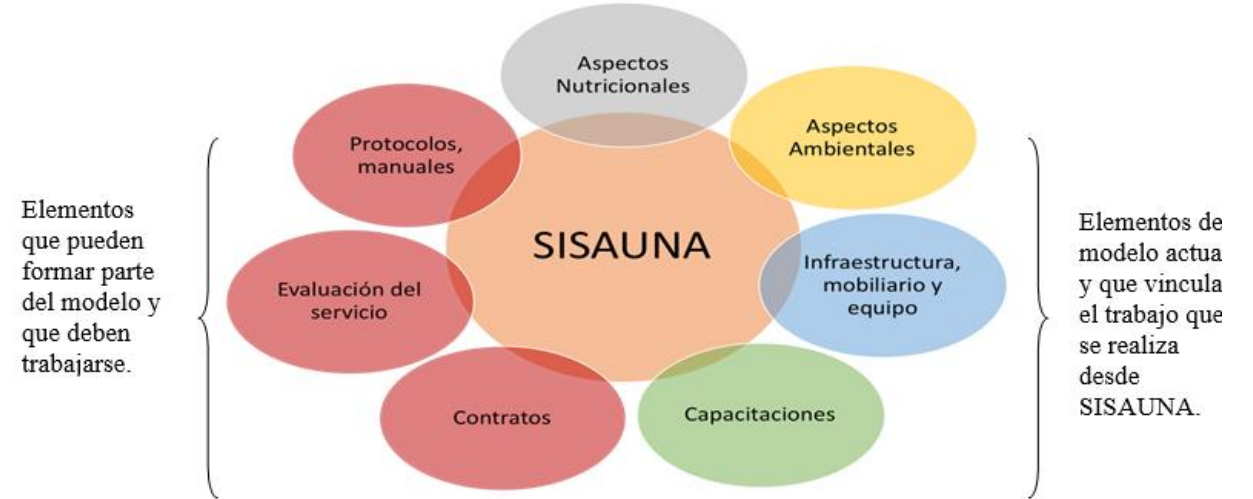 Aspectos
Nutricionales
Protocolos,
manuales
Aspectos
Ambientales
Elementos
que pueden
formar parte
del modelo y
que deben
trabajarse.
SISAUNA
Evaluación del
servicio
Infraestructura,
mobiliario y
equipo
Contratos
Capacitaciones
Elementos de
modelo actua
y que vincula
el trabajo que
se realiza
desde
SISAUNA.